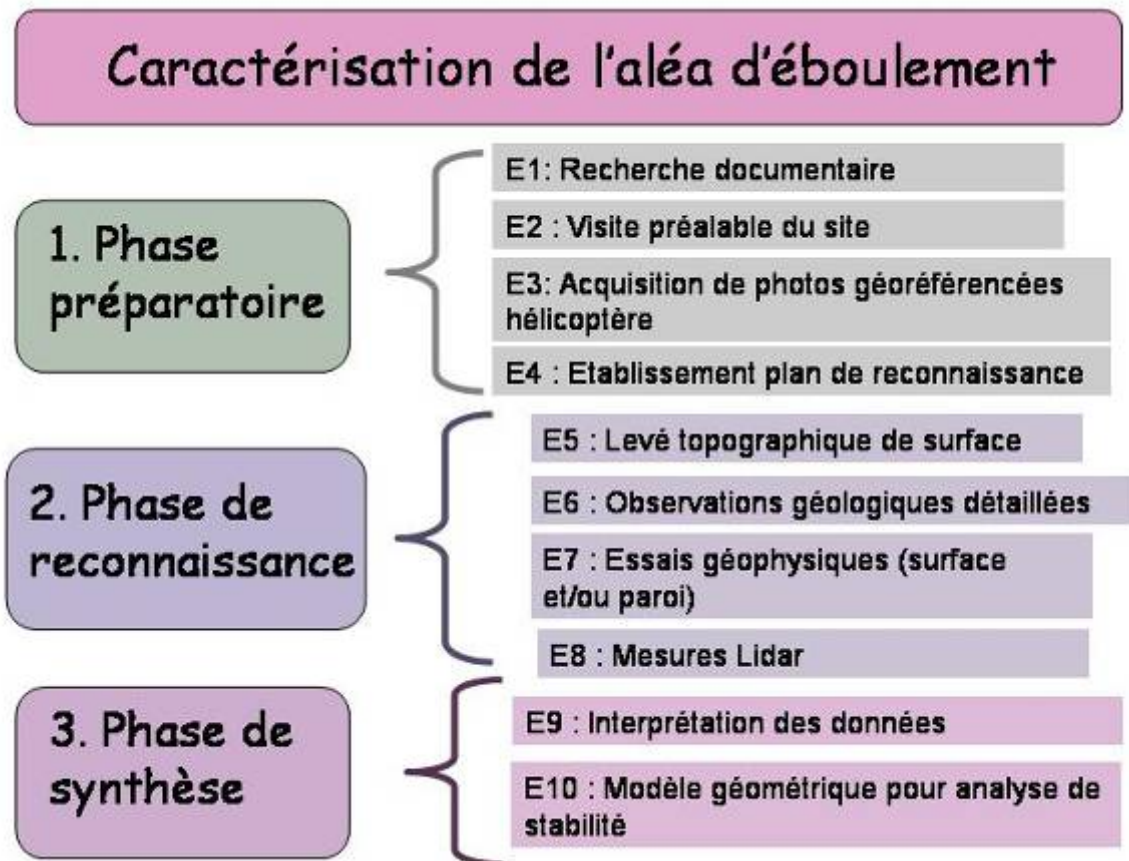 Caractérisation de l'aléa d'éboulement
1. Phase
préparatoire
E1: Recherche documentaire
E2 : Visite préalable du site
E3: Acquisition de photos géoréférencées
hélicoptère
E4 : Etablissement plan de reconnaissance
2. Phase de
reconnaissance
E5 : Levé topographique de surface
E6 : Observations géologiques détaillées
E7 : Essais géophysiques (surface
et/ou paroi)
E8 : Mesures Lidar
3. Phase de
synthèse
E9 : Interprétation des données
E10 : Modèle géométrique pour analyse de
stabilité